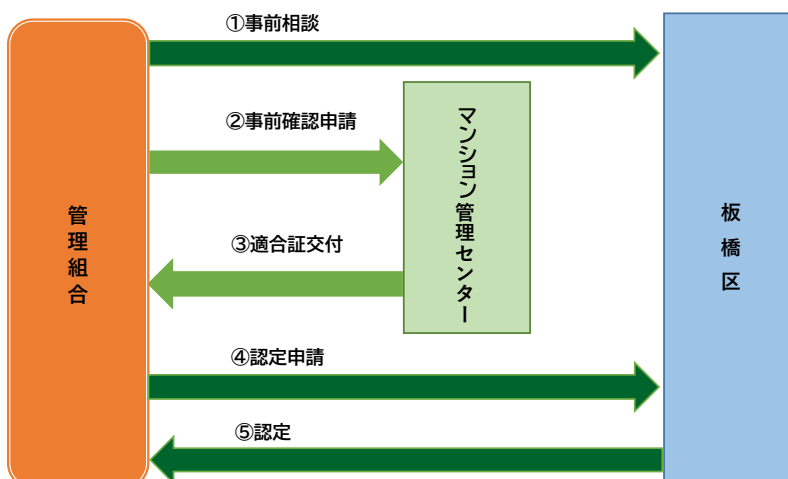 ①事前相談
②事前確認申請
③適合証交付
④認定申請
⑤認定
管理組合
マンション管理センター
板橋区